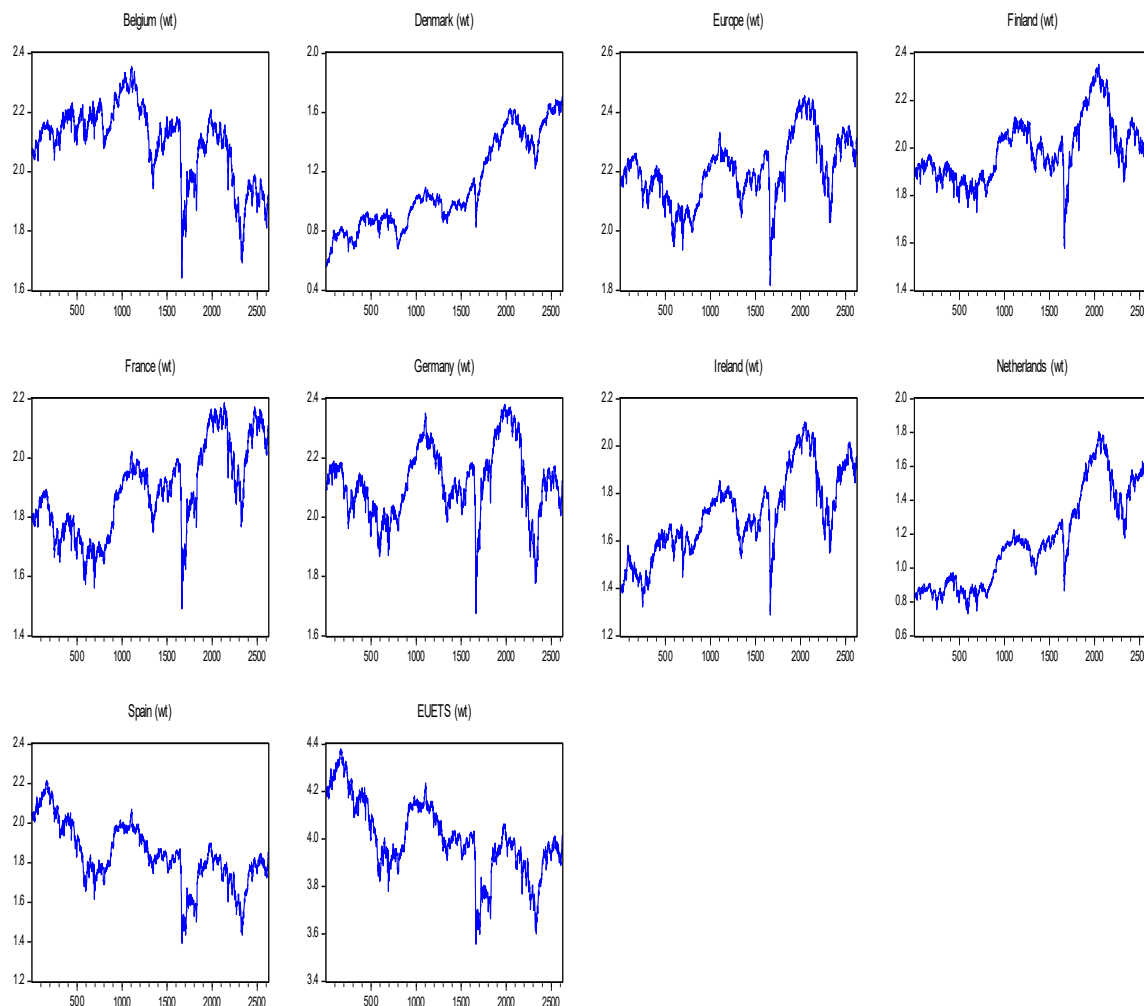 Belgium (wt) Denmark (wt) Europe (wt) Finland (wt)
2.4 2.0 2.6 2.4
2.2 1.6 2.4 2.2
2.0 1.2 2.2 2.0
1.8 0.8 2.0 1.8
1.6
1.6 0.4 1.8 1.4
500 1000 1500 2000 2500 500 1000 1500 2000 2500 500 1000 1500 2000 2500 500 1000 1500 2000 250
France (wt) Germany (wt) Ireland (wt) Netherlands (wt)
2.2 2.4 2.2 2.0
1.8
2.0 2.2 2.0 1.6
1.8 2.0 1.8 1.4
1.2
1.6 1.8 1.6 1.0
1.4 0.8
1.4 1.6 1.2 0.6
500 1000 1500 2000 2500 500 1000 1500 2000 2500 500 1000 1500 2000 2500 500 1000 1500 2000 250
Spain (wt) EUETS (wt)
2.4 4.4
2.2 4.2
2.0 4.0
1.8 3.8
1.6 3.6
1.4
1.2 3.4
500 1000 1500 2000 2500 500 1000 1500 2000 2500